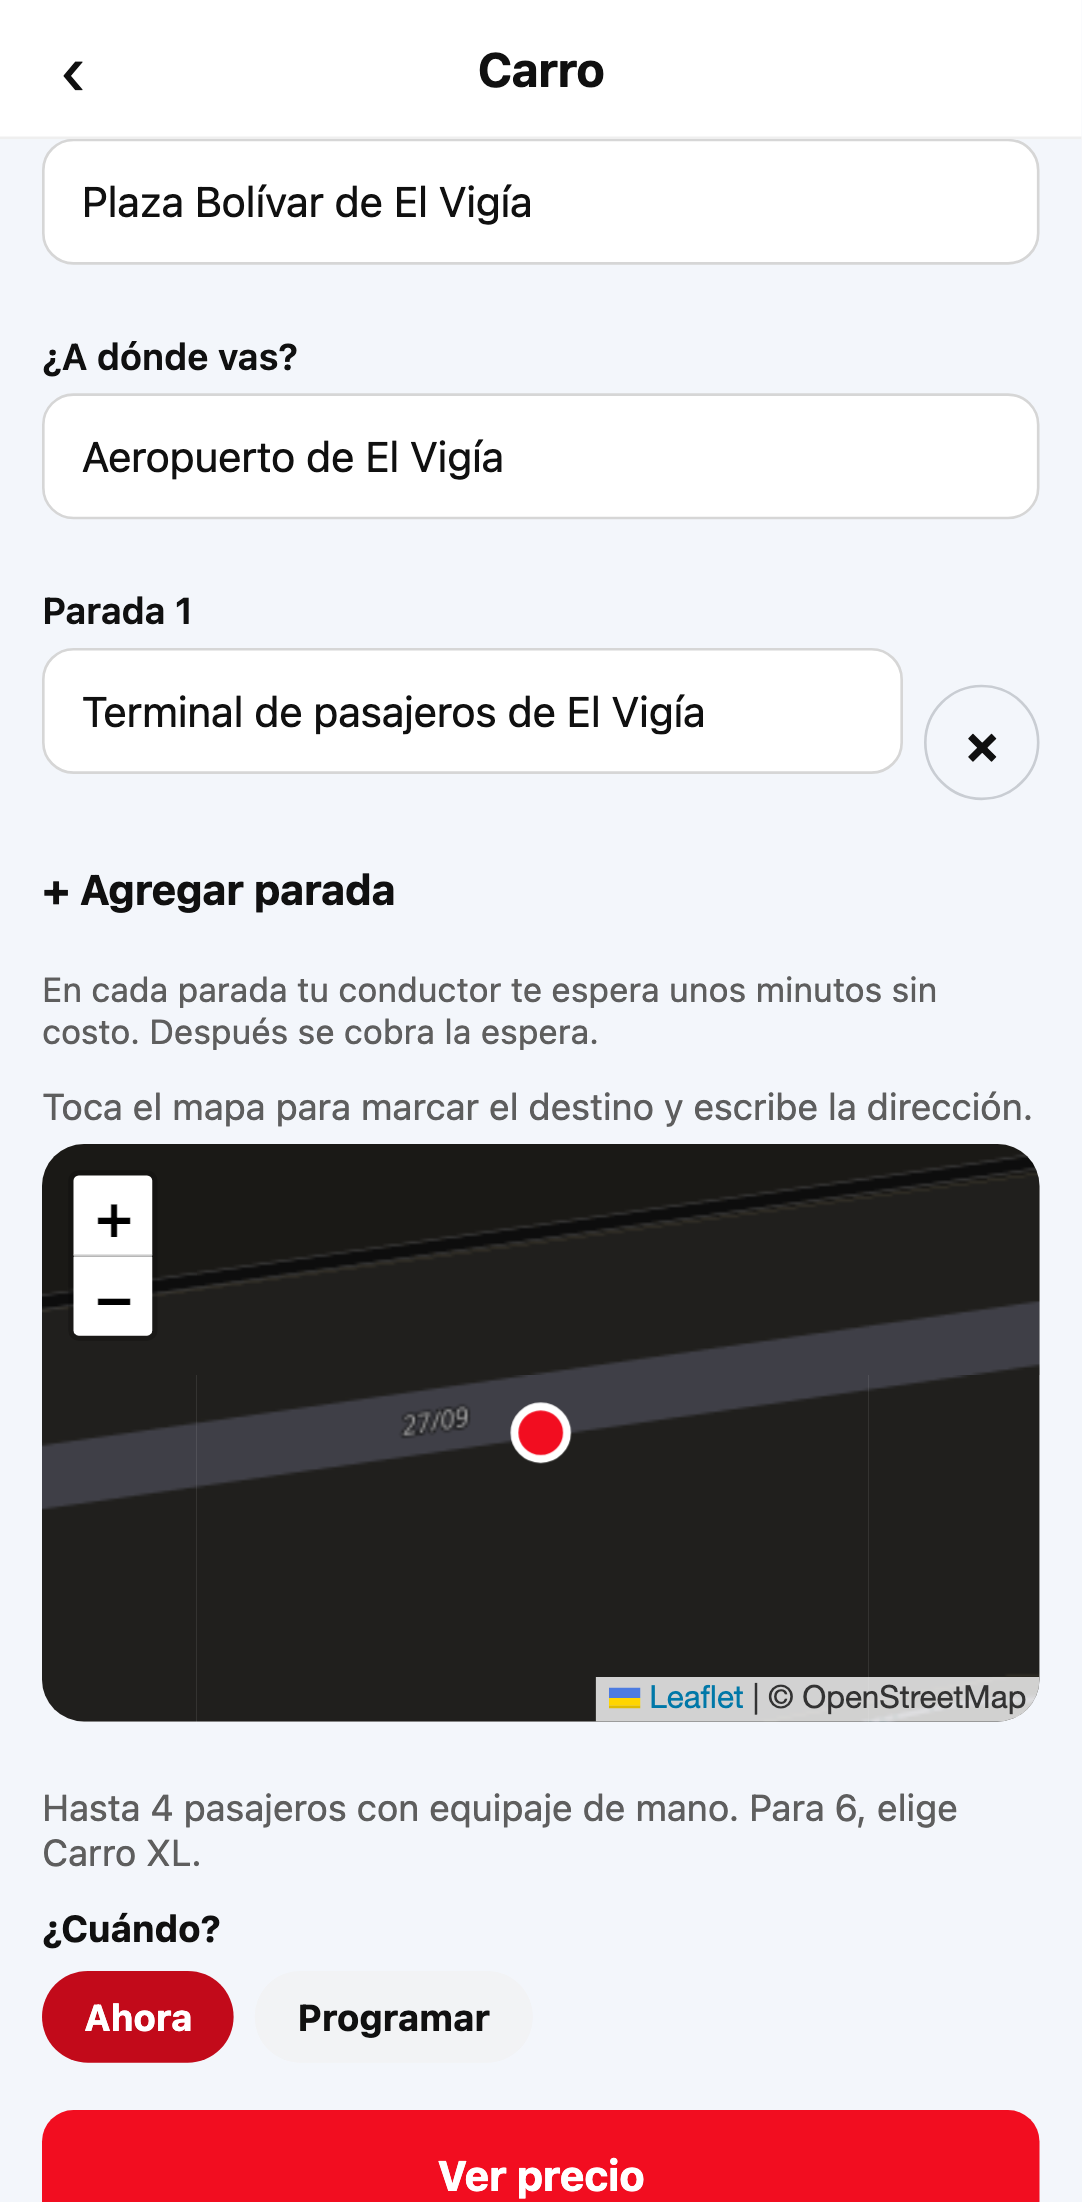 Carro
Plaza Bolívar de El Vigía
¿A dónde vas?
Aeropuerto de El Vigía
Parada 1
Terminal de pasajeros de El Vigía
+ Agregar parada
En cada parada tu conductor te espera unos minutos sin
costo. Después se cobra la espera.
Toca el mapa para marcar el destino y escribe la dirección.
+
−
27/09
Leaflet | © OpenStreetMap
Hasta 4 pasajeros con equipaje de mano. Para 6, elige
Carro XL.
¿Cuándo?
Ahora
Programar
Ver precio